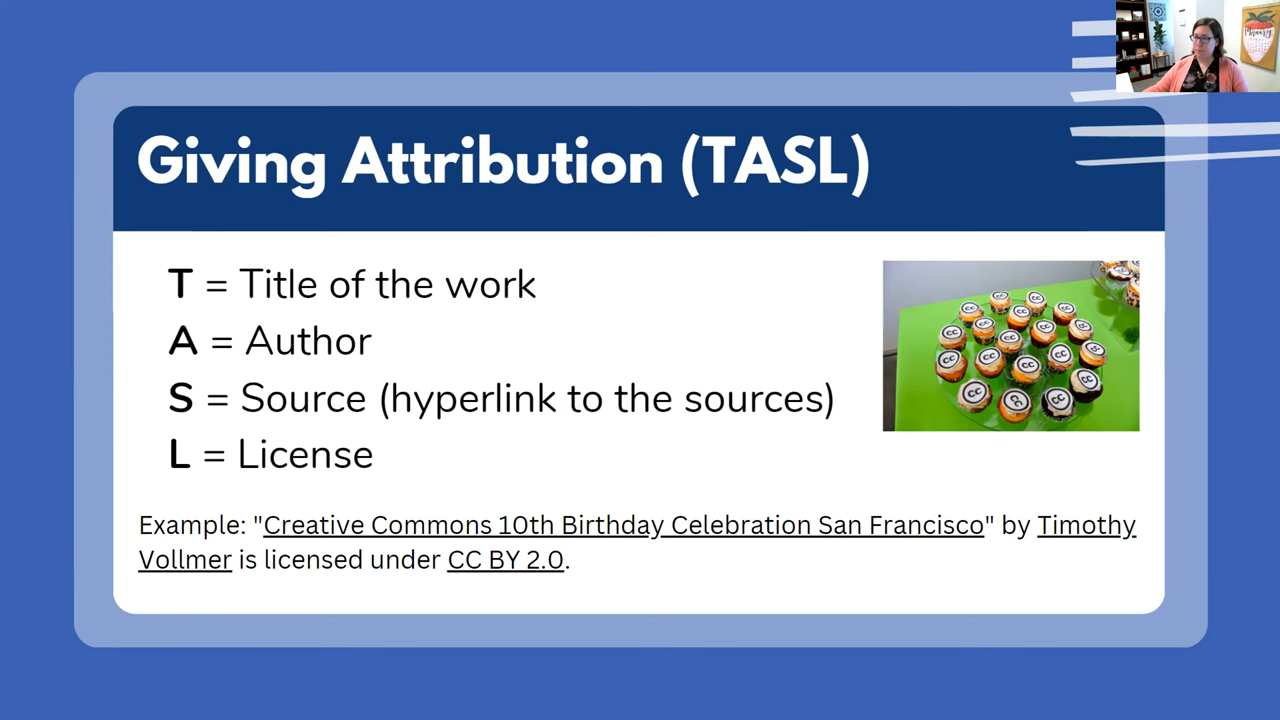 Giving Attribution (TASL)
T = Title of the work
A = Author
S = Source (hyperlink to the sources)
L = License
Example: "Creative Commons 10th Birthday Celebration San Francisco" by Timothy
Vollmer is licensed under CC BY 2.0.